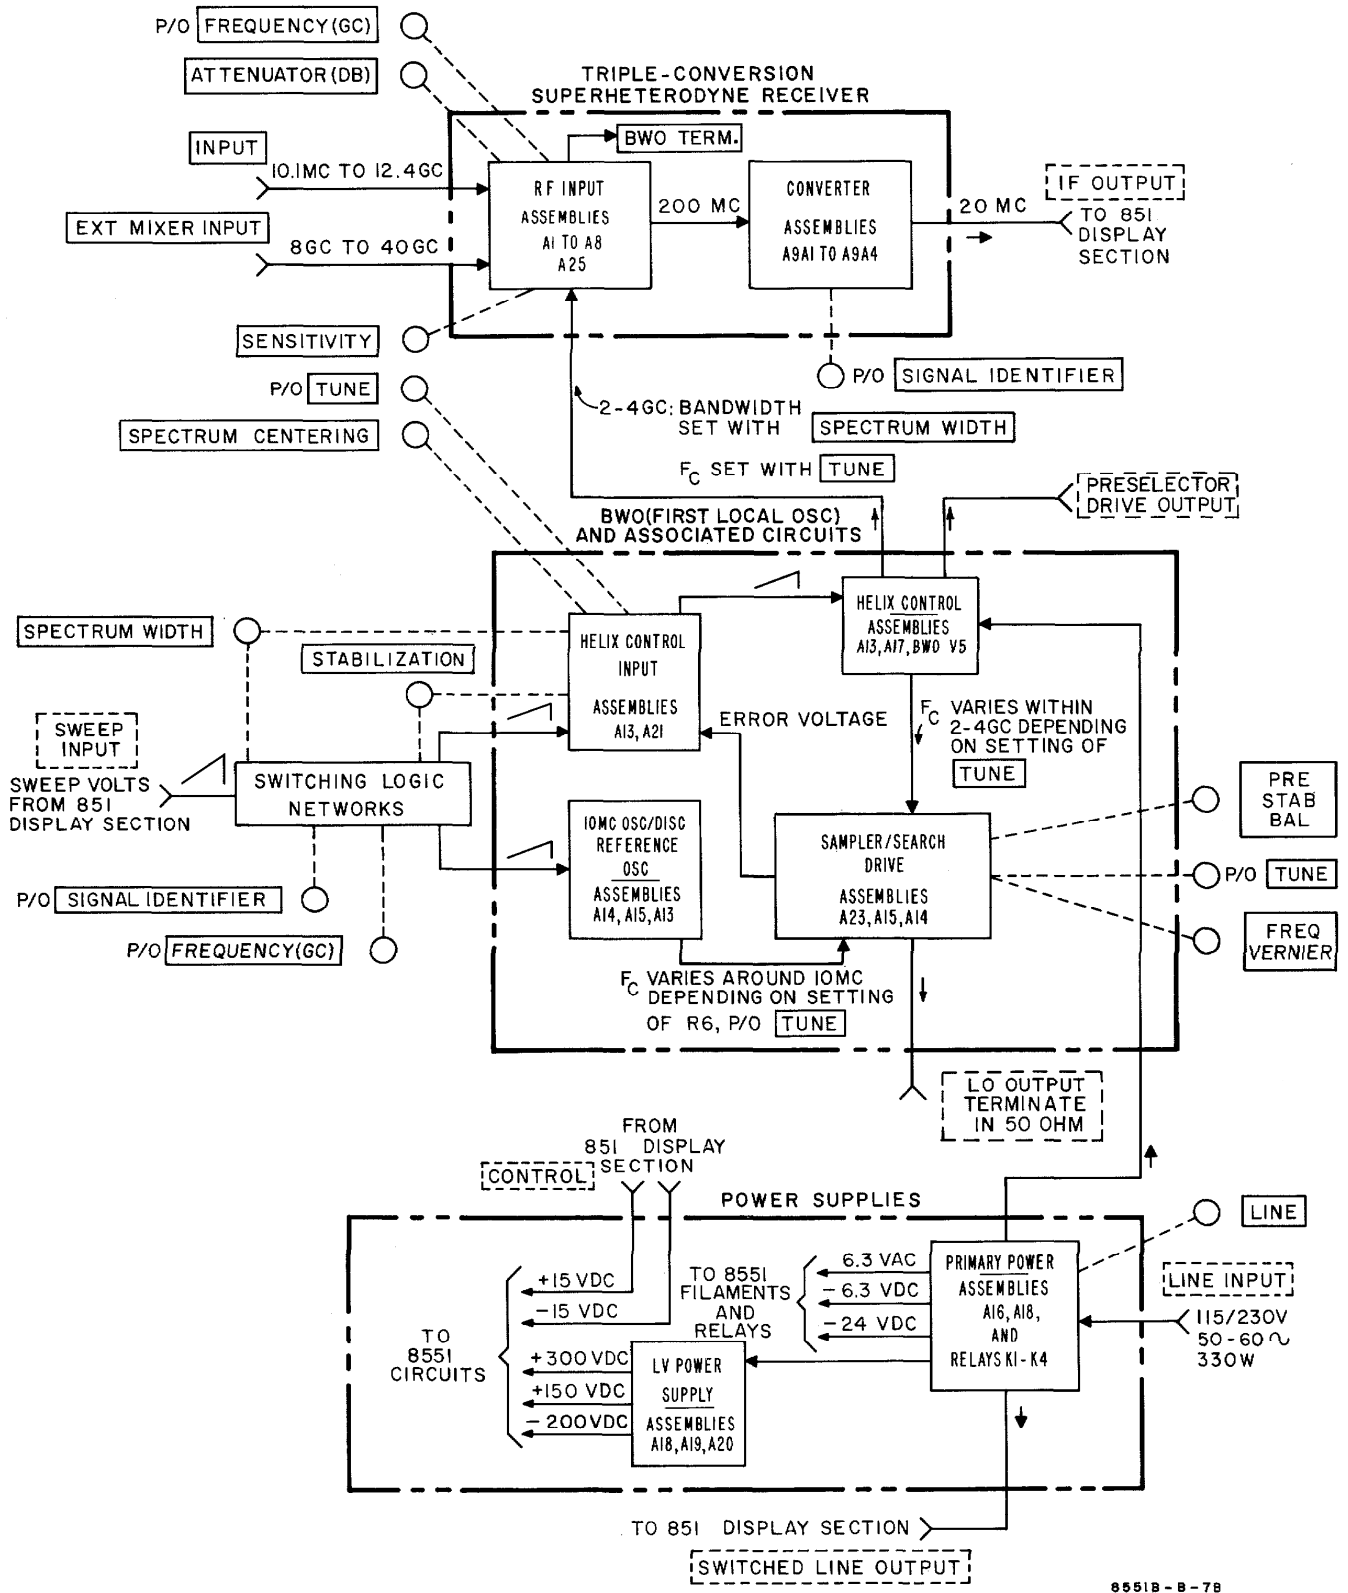 P/O FREQUENCY(GC)
ATTENUATOR(DB)
TRIPLE-CONVERSION
SUPERHETERODYNE RECEIVER
BWO TERM.
INPUT
10.1MC TO 12.4GC
EXT MIXER INPUT
8GC TO 40GC
RF INPUT
ASSEMBLIES
A1 TO A8
A25
200 MC
CONVERTER
ASSEMBLIES
A9A1 TO A9A4
20 MC
IF OUTPUT
TO 851
DISPLAY
SECTION
SENSITIVITY
P/O TUNE
SPECTRUM CENTERING
P/O SIGNAL IDENTIFIER
2-4GC: BANDWIDTH
SET WITH SPECTRUM WIDTH
FC SET WITH TUNE
PRESELECTOR
DRIVE OUTPUT
BWO(FIRST LOCAL OSC)
AND ASSOCIATED CIRCUITS
SPECTRUM WIDTH
STABILIZATION
HELIX CONTROL
INPUT
ASSEMBLIES
A13, A21
HELIX CONTROL
ASSEMBLIES
A13, A17, BWO V5
ERROR VOLTAGE
FC VARIES WITHIN
2-4GC DEPENDING
ON SETTING OF
TUNE
SWEEP
INPUT
SWEEP VOLTS
FROM 851
DISPLAY SECTION
SWITCHING LOGIC
NETWORKS
10MC OSC/DISC
REFERENCE
OSC
ASSEMBLIES
A14, A15, A13
SAMPLER/SEARCH
DRIVE
ASSEMBLIES
A23, A15, A14
PRE
STAB
BAL
P/O TUNE
FREQ
VERNIER
P/O SIGNAL IDENTIFIER
P/O FREQUENCY(GC)
FC VARIES AROUND 10MC
DEPENDING ON SETTING
OF R6, P/O TUNE
LO OUTPUT
TERMINATE
IN 50 OHM
FROM
851 DISPLAY
SECTION
CONTROL
POWER SUPPLIES
LINE
LINE INPUT
115/230V
50-60∿
330W
+15 VDC
-15 VDC
TO
8551
CIRCUITS
+300 VDC
+150 VDC
-200VDC
TO 8551
FILAMENTS
AND
RELAYS
6.3 VAC
-6.3 VDC
-24 VDC
PRIMARY POWER
ASSEMBLIES
A16, A18,
AND
RELAYS K1-K4
LV POWER
SUPPLY
ASSEMBLIES
A18, A19, A20
TO 851 DISPLAY SECTION
SWITCHED LINE OUTPUT
8551B-B-7B